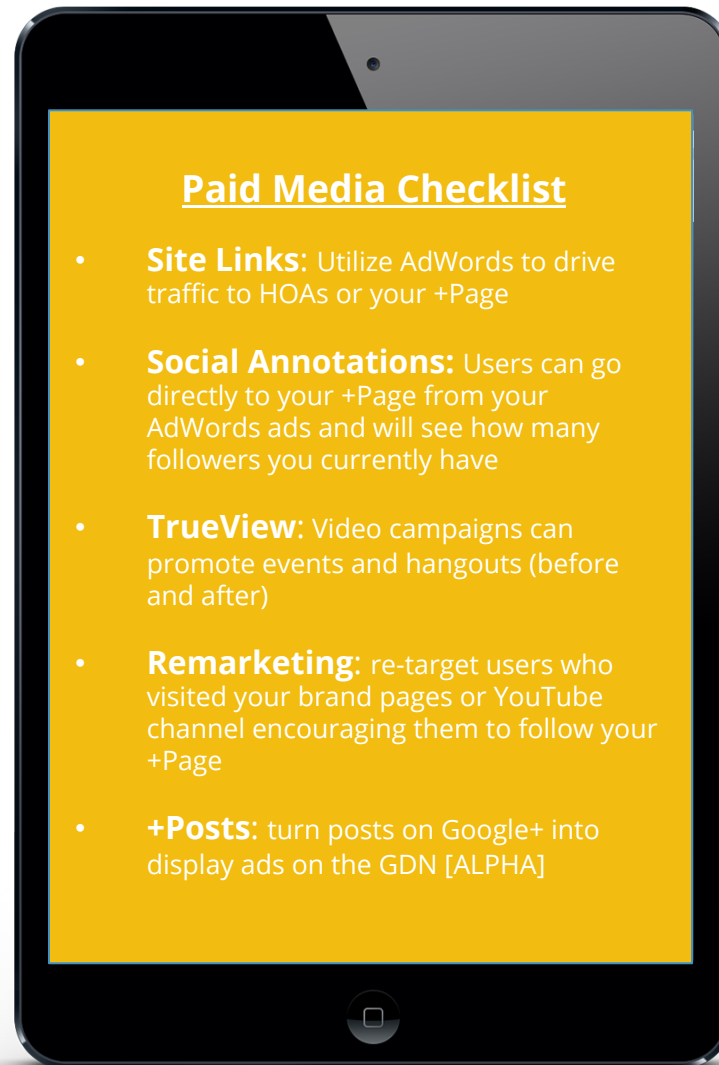 Paid Media Checklist
• Site Links: Utilize AdWords to drive
traffic to HOAs or your +Page
• Social Annotations: Users can go
directly to your +Page from your
AdWords ads and will see how many
followers you currently have
• TrueView: Video campaigns can
promote events and hangouts (before
and after)
• Remarketing: re-target users who
visited your brand pages or YouTube
channel encouraging them to follow your
+Page
• +Posts: turn posts on Google+ into
display ads on the GDN [ALPHA]